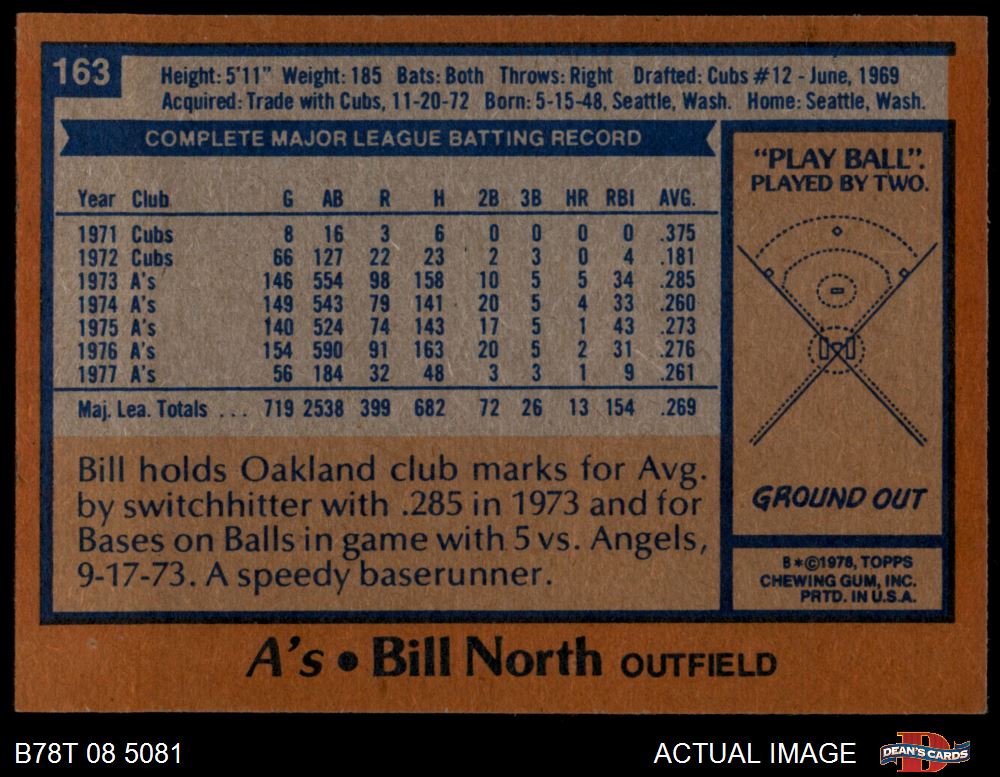 163
Height: 5'11" Weight: 185 Bats: Both Throws: Right Drafted: Cubs #12 - June, 1969
Acquired: Trade with Cubs, 11-20-72 Born: 5-15-48, Seattle, Wash. Home: Seattle, Wash.
COMPLETE MAJOR LEAGUE BATTING RECORD
Year Club G AB R H 2B 3B HR RBI AVG.
1971 Cubs 8 16 3 6 0 0 0 0 .375
1972 Cubs 66 127 22 23 2 3 0 4 .181
1973 A's 146 554 98 158 10 5 5 34 .285
1974 A's 149 543 79 141 20 5 4 33 .260
1975 A's 140 524 74 143 17 5 1 43 .273
1976 A's 154 590 91 163 20 5 2 31 .276
1977 A's 56 184 32 48 3 3 1 9 .261
Maj. Lea. Totals ... 719 2538 399 682 72 26 13 154 .269
Bill holds Oakland club marks for Avg.
by switchhitter with .285 in 1973 and for
Bases on Balls in game with 5 vs. Angels,
9-17-73. A speedy baserunner.
"PLAY BALL".
PLAYED BY TWO.
GROUND OUT
B*©1978, TOPPS
CHEWING GUM, INC.
PRTD. IN U.S.A.
A's • Bill North OUTFIELD
B78T 08 5081
ACTUAL IMAGE
DEAN'S CARDS